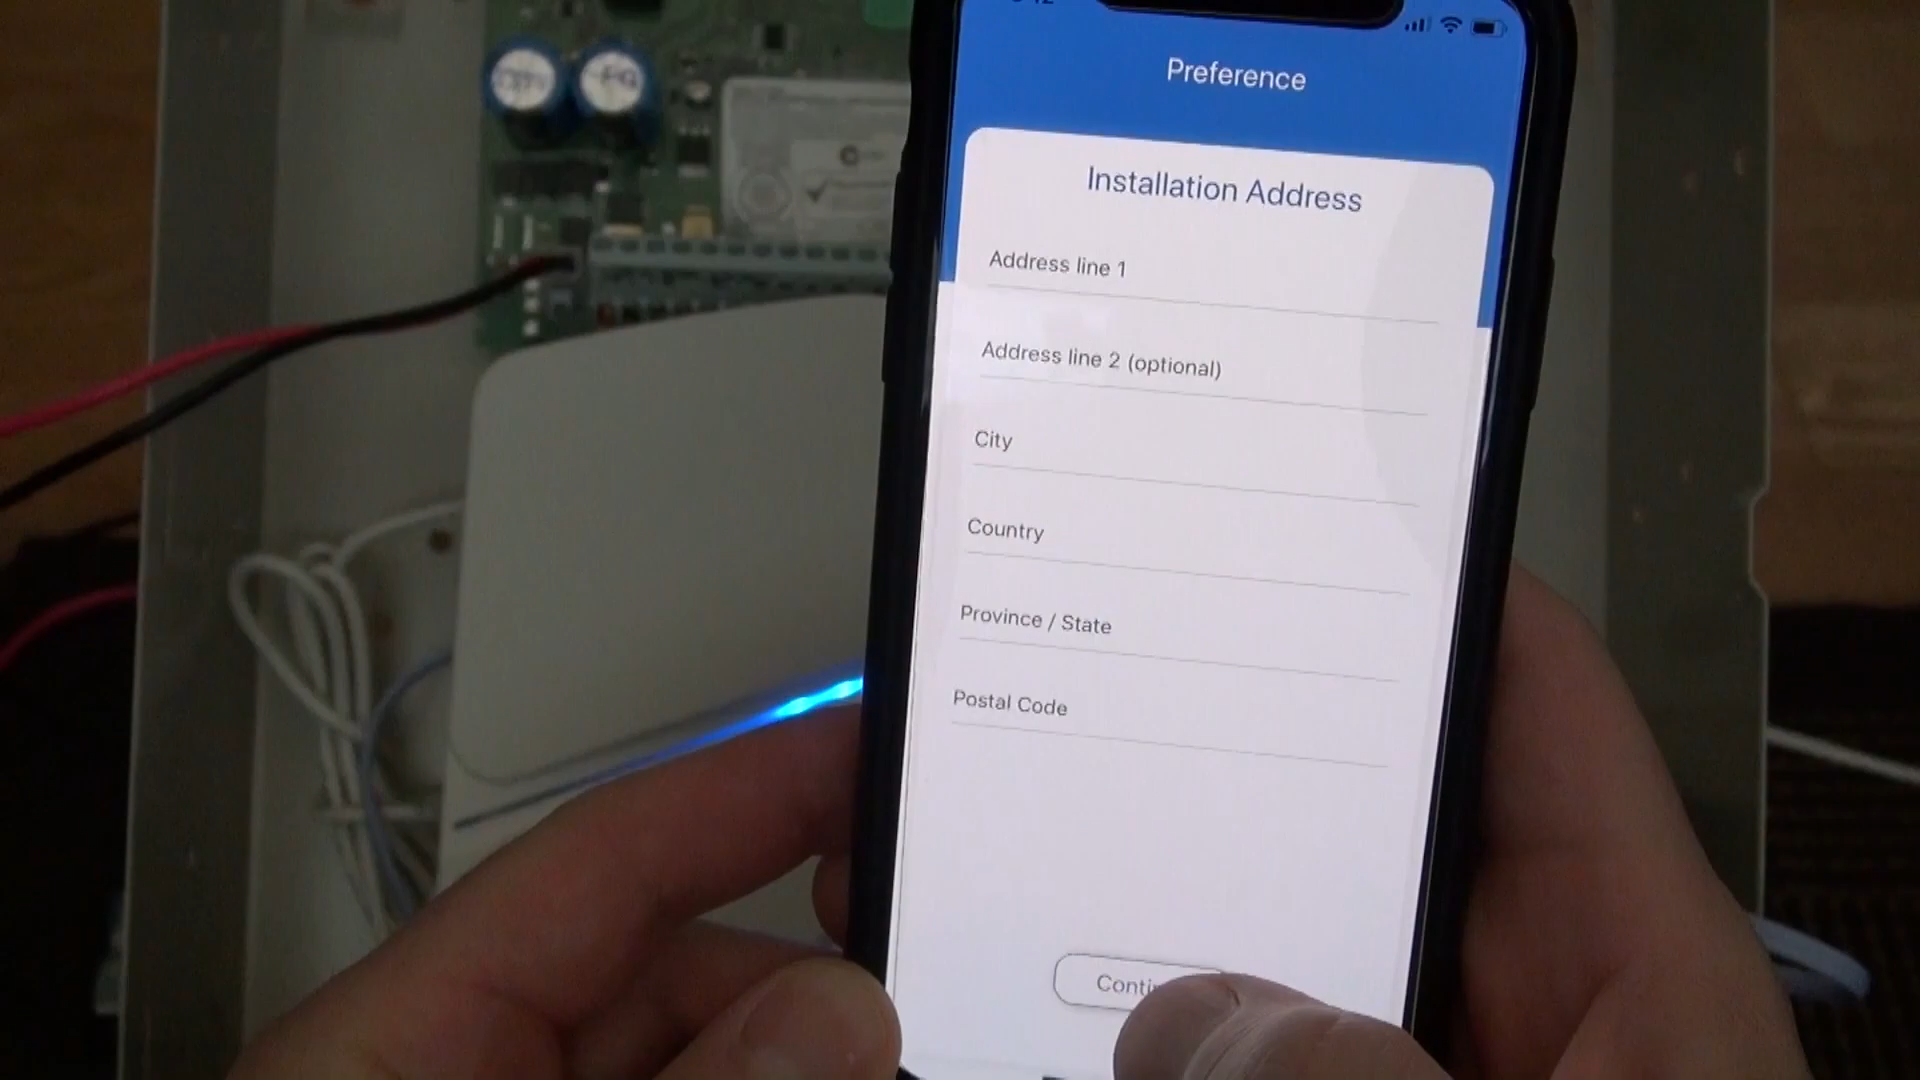 Preference
Installation Address
Address line 1
Address line 2 (optional)
City
Country
Province / State
Postal Code